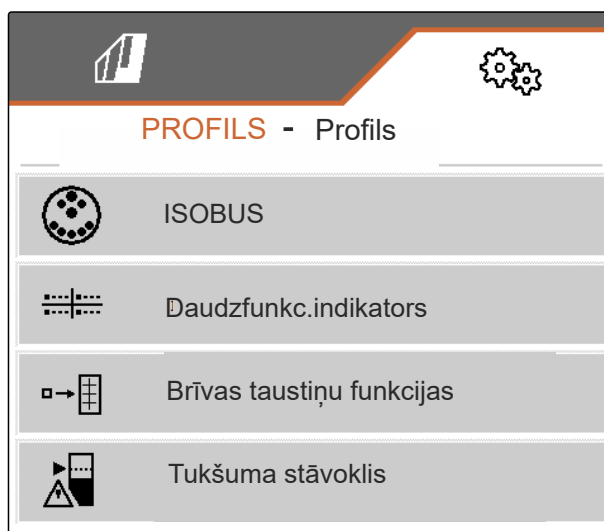 PROFILS - Profils
ISOBUS
Daudzfunkc.indikators
Brīvas taustiņu funkcijas
Tukšuma stāvoklis